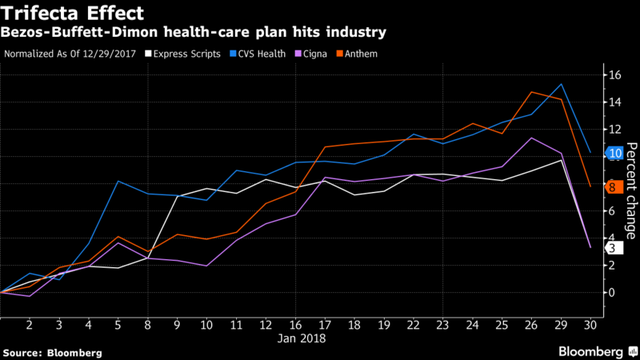 Trifecta Effect
Bezos-Buffett-Dimon health-care plan hits industry
Normalized As Of 12/29/2017 Express Scripts CVS Health Cigna Anthem
16
14
12
10
8
6
4
3
2
0
Percent change
2 3 4 5 8 9 10 11 12 16 17 18 19 22 23 24 25 26 29 30
Jan 2018
Source: Bloomberg
Bloomberg